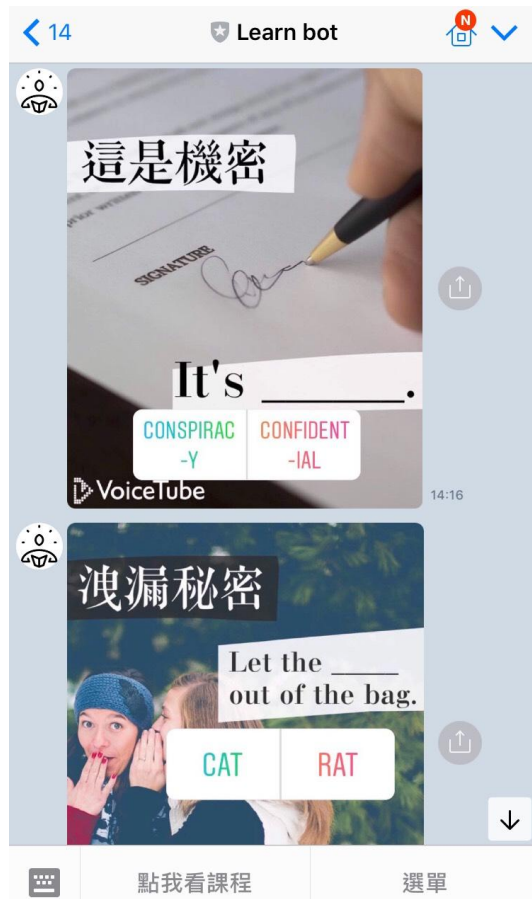 14
Learn bot
N
這是機密
SIGNATURE
It's ______.
CONSPIRAC
-Y
CONFIDENT
-IAL
VoiceTube
14:16
洩漏秘密
Let the ____
out of the bag.
CAT
RAT
點我看課程
選單